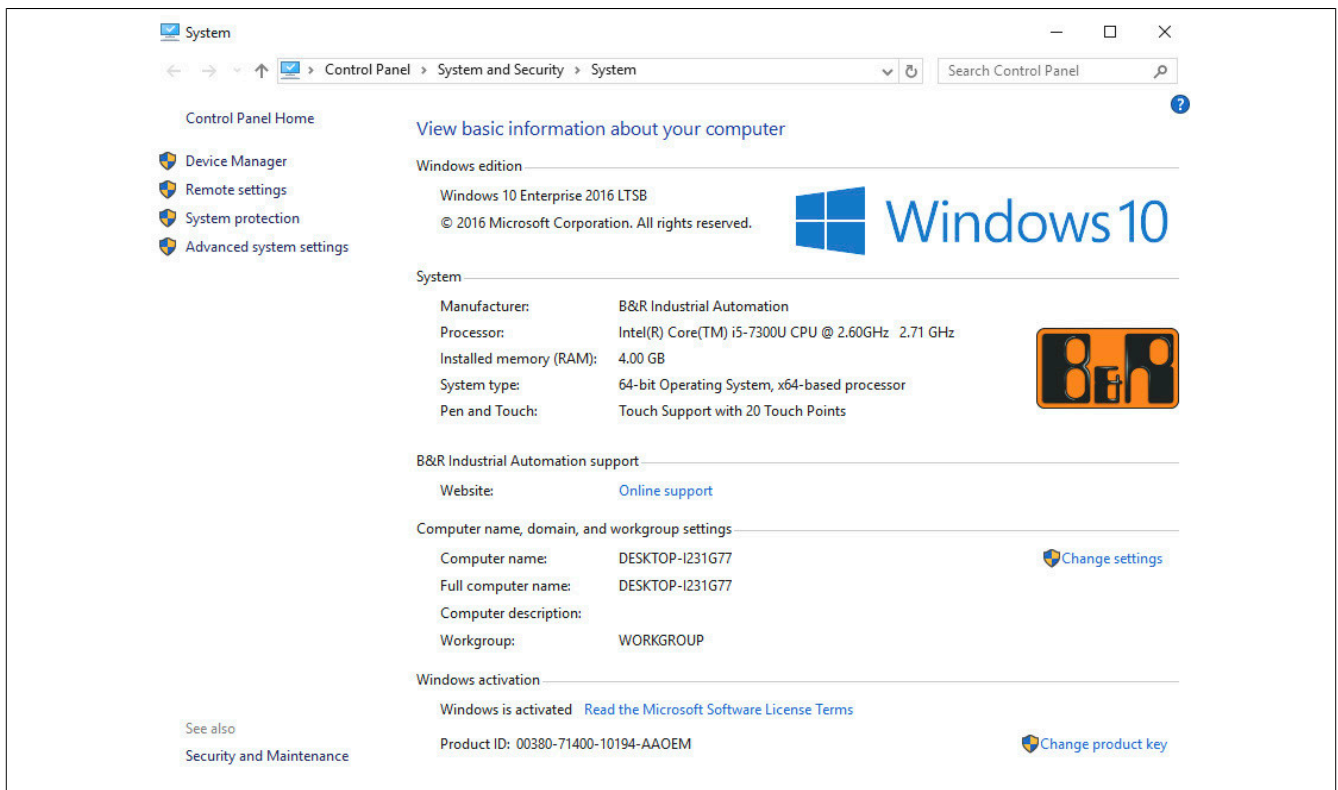 System
Control Panel > System and Security > System
Search Control Panel
?
Control Panel Home
Device Manager
Remote settings
System protection
Advanced system settings
View basic information about your computer
Windows edition
Windows 10 Enterprise 2016 LTSB
© 2016 Microsoft Corporation. All rights reserved.
Windows 10
System
Manufacturer: B&R Industrial Automation
Processor: Intel(R) Core(TM) i5-7300U CPU @ 2.60GHz 2.71 GHz
Installed memory (RAM): 4.00 GB
System type: 64-bit Operating System, x64-based processor
Pen and Touch: Touch Support with 20 Touch Points
B&R
B&R Industrial Automation support
Website: Online support
Computer name, domain, and workgroup settings
Computer name: DESKTOP-I231G77 Change settings
Full computer name: DESKTOP-I231G77
Computer description:
Workgroup: WORKGROUP
Windows activation
Windows is activated Read the Microsoft Software License Terms
Product ID: 00380-71400-10194-AAOEM Change product key
See also
Security and Maintenance